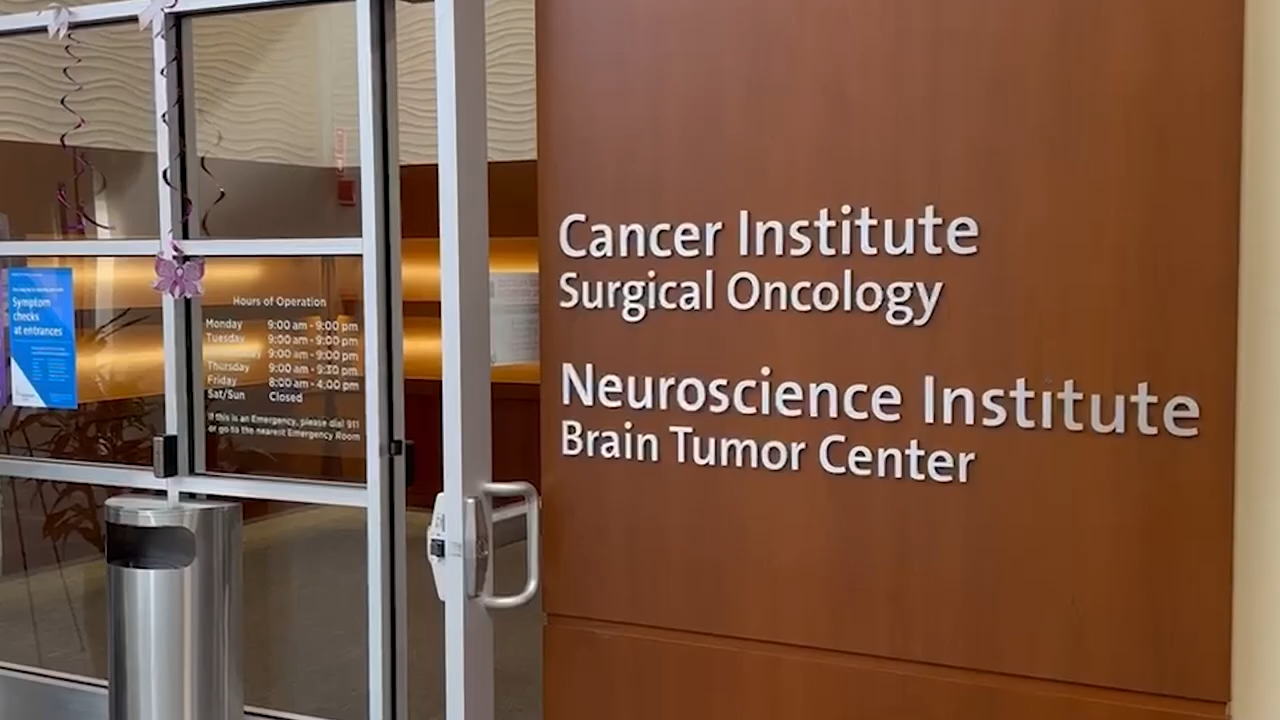 Symptom
checks
at entrances
Hours of Operation
Monday 9:00 am - 9:00 pm
Tuesday 9:00 am - 9:00 pm
9:00 am - 9:00 pm
Thursday 9:00 am - 9:30 pm
Friday 8:00 am - 4:00 pm
Sat/Sun Closed
If this is an Emergency, please dial 911
or go to the nearest Emergency Room
Cancer Institute
Surgical Oncology
Neuroscience Institute
Brain Tumor Center